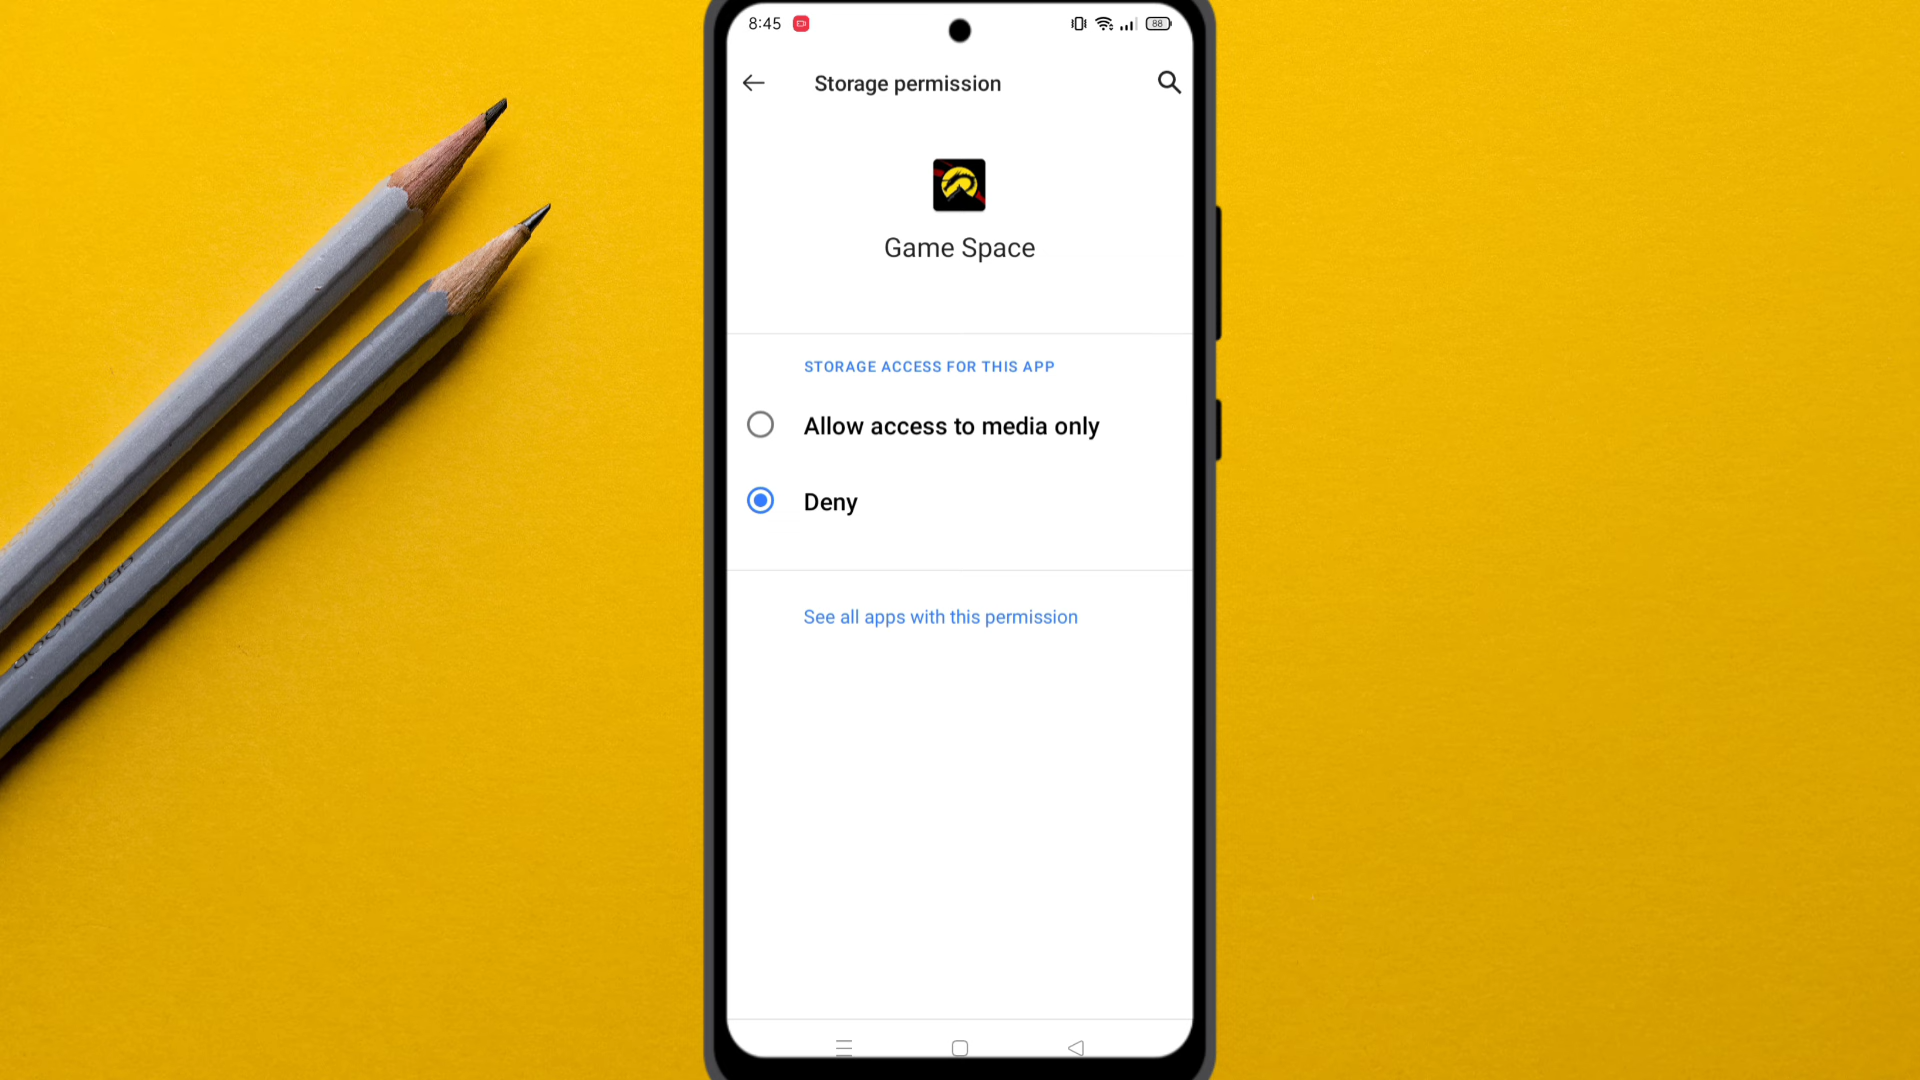 8:45
88
Storage permission
Game Space
STORAGE ACCESS FOR THIS APP
Allow access to media only
Deny
See all apps with this permission